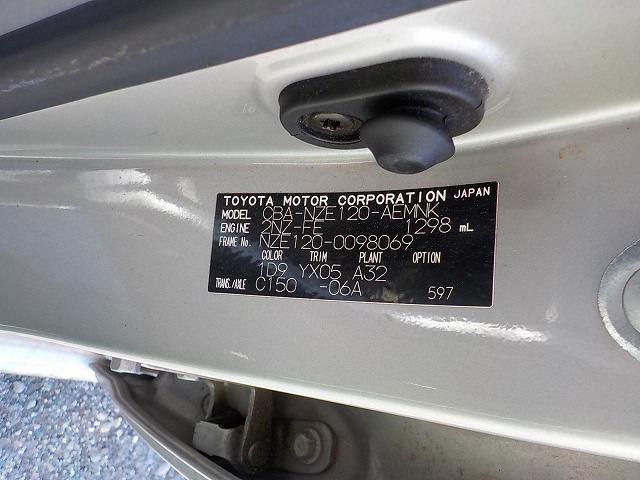 TOYOTA MOTOR CORPORATION JAPAN
MODEL CBA-NZE120-AEMNK
ENGINE 2NZ-FE 1298 mL
FRAME No. NZE120-0098069
COLOR TRIM PLANT OPTION
1D9 YX05 A32
TRANS./AXLE C150 -06A 597